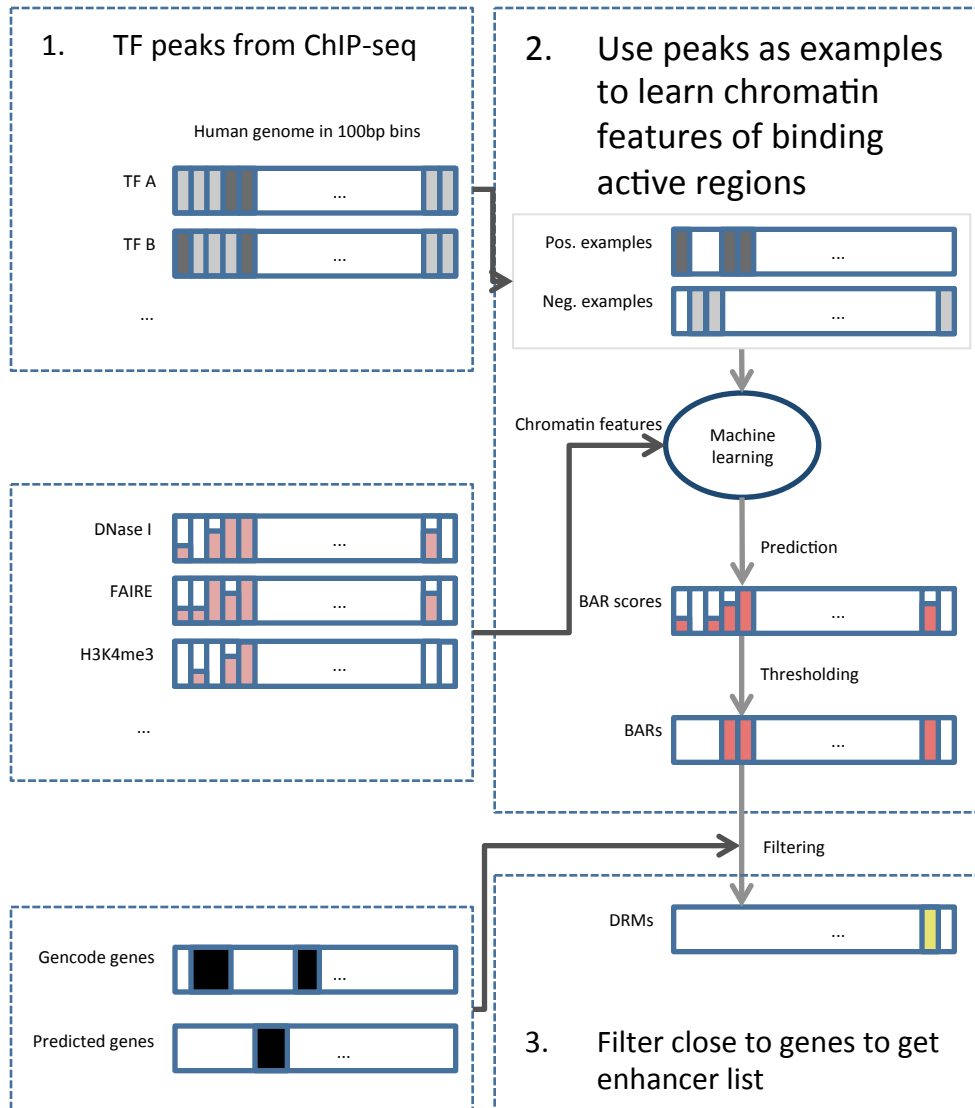 1. TF peaks from ChIP-seq
Human genome in 100bp bins
TF A
...
TF B
...
...
2. Use peaks as examples
to learn chromatin
features of binding
active regions
Pos. examples
...
Neg. examples
...
Chromatin features
Machine
learning
Prediction
BAR scores
...
Thresholding
BARs
...
Filtering
DNase I
...
FAIRE
...
H3K4me3
...
...
Gencode genes
...
Predicted genes
...
DRMs
...
3. Filter close to genes to get
enhancer list